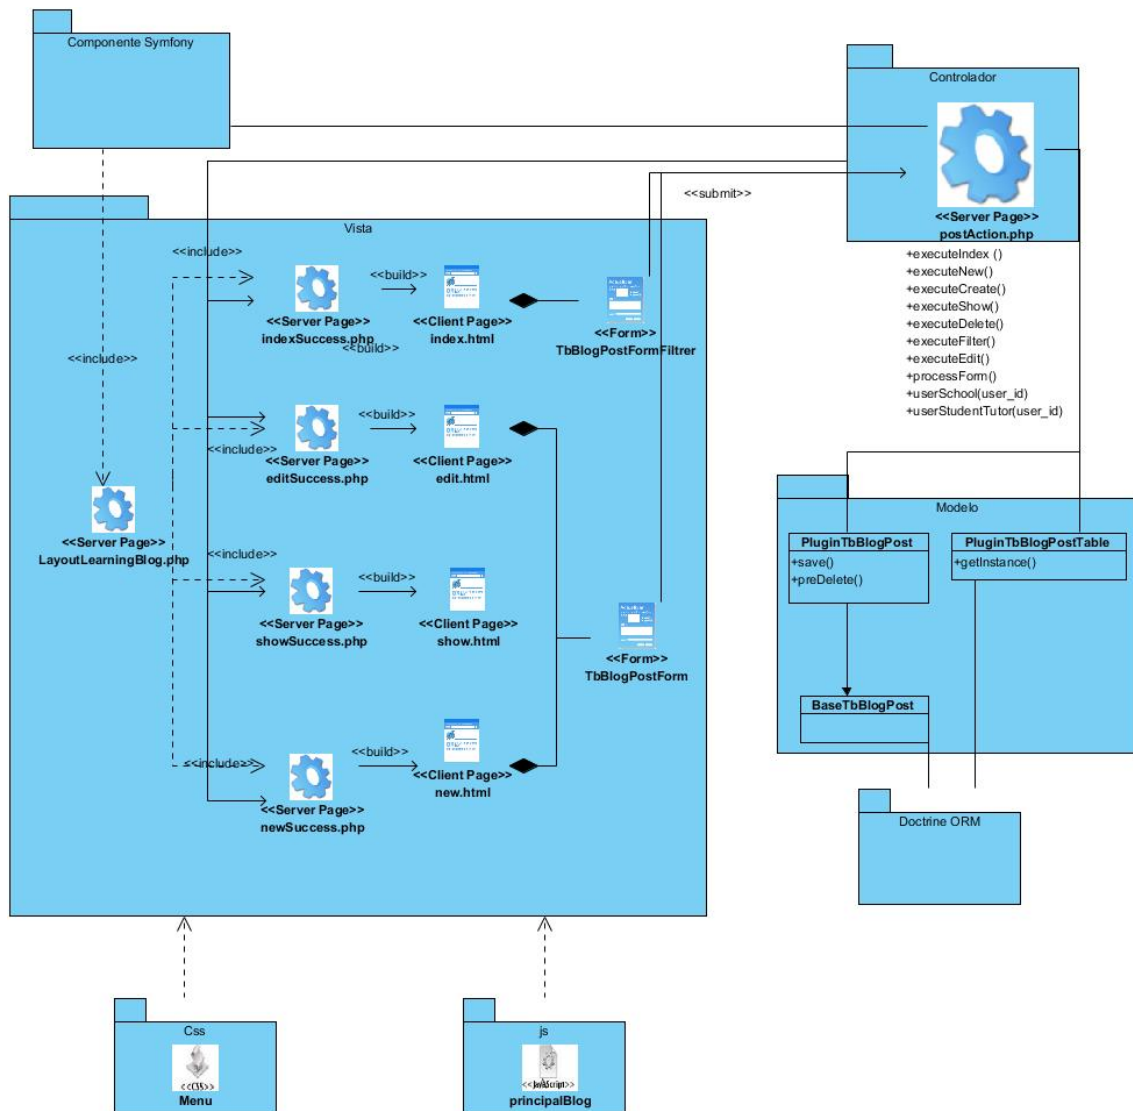 Componente Symfony
Controlador
<<Server Page>>
postAction.php
+executeIndex ()
+executeNew()
+executeCreate()
+executeShow()
+executeDelete()
+executeFilter()
+executeEdit()
+processForm()
+userSchool(user_id)
+userStudentTutor(user_id)
<<submit>>
Vista
<<include>>
<<build>>
<<Server Page>>
indexSuccess.php
<<build>>
<<Client Page>>
index.html
<<Form>>
TbBlogPostFormFiltrer
<<include>>
<<build>>
<<include>>
<<Server Page>>
editSuccess.php
<<Client Page>>
edit.html
<<Server Page>>
LayoutLearningBlog.php
<<include>>
<<build>>
<<Server Page>>
showSuccess.php
<<Client Page>>
show.html
<<Form>>
TbBlogPostForm
<<build>>
<<include>>
<<Server Page>>
newSuccess.php
<<Client Page>>
new.html
Modelo
PluginTbBlogPost
+save()
+preDelete()
PluginTbBlogPostTable
+getInstance()
BaseTbBlogPost
Doctrine ORM
Css
<<CSS>>
Menu
js
<<JavaScript>>
principalBlog